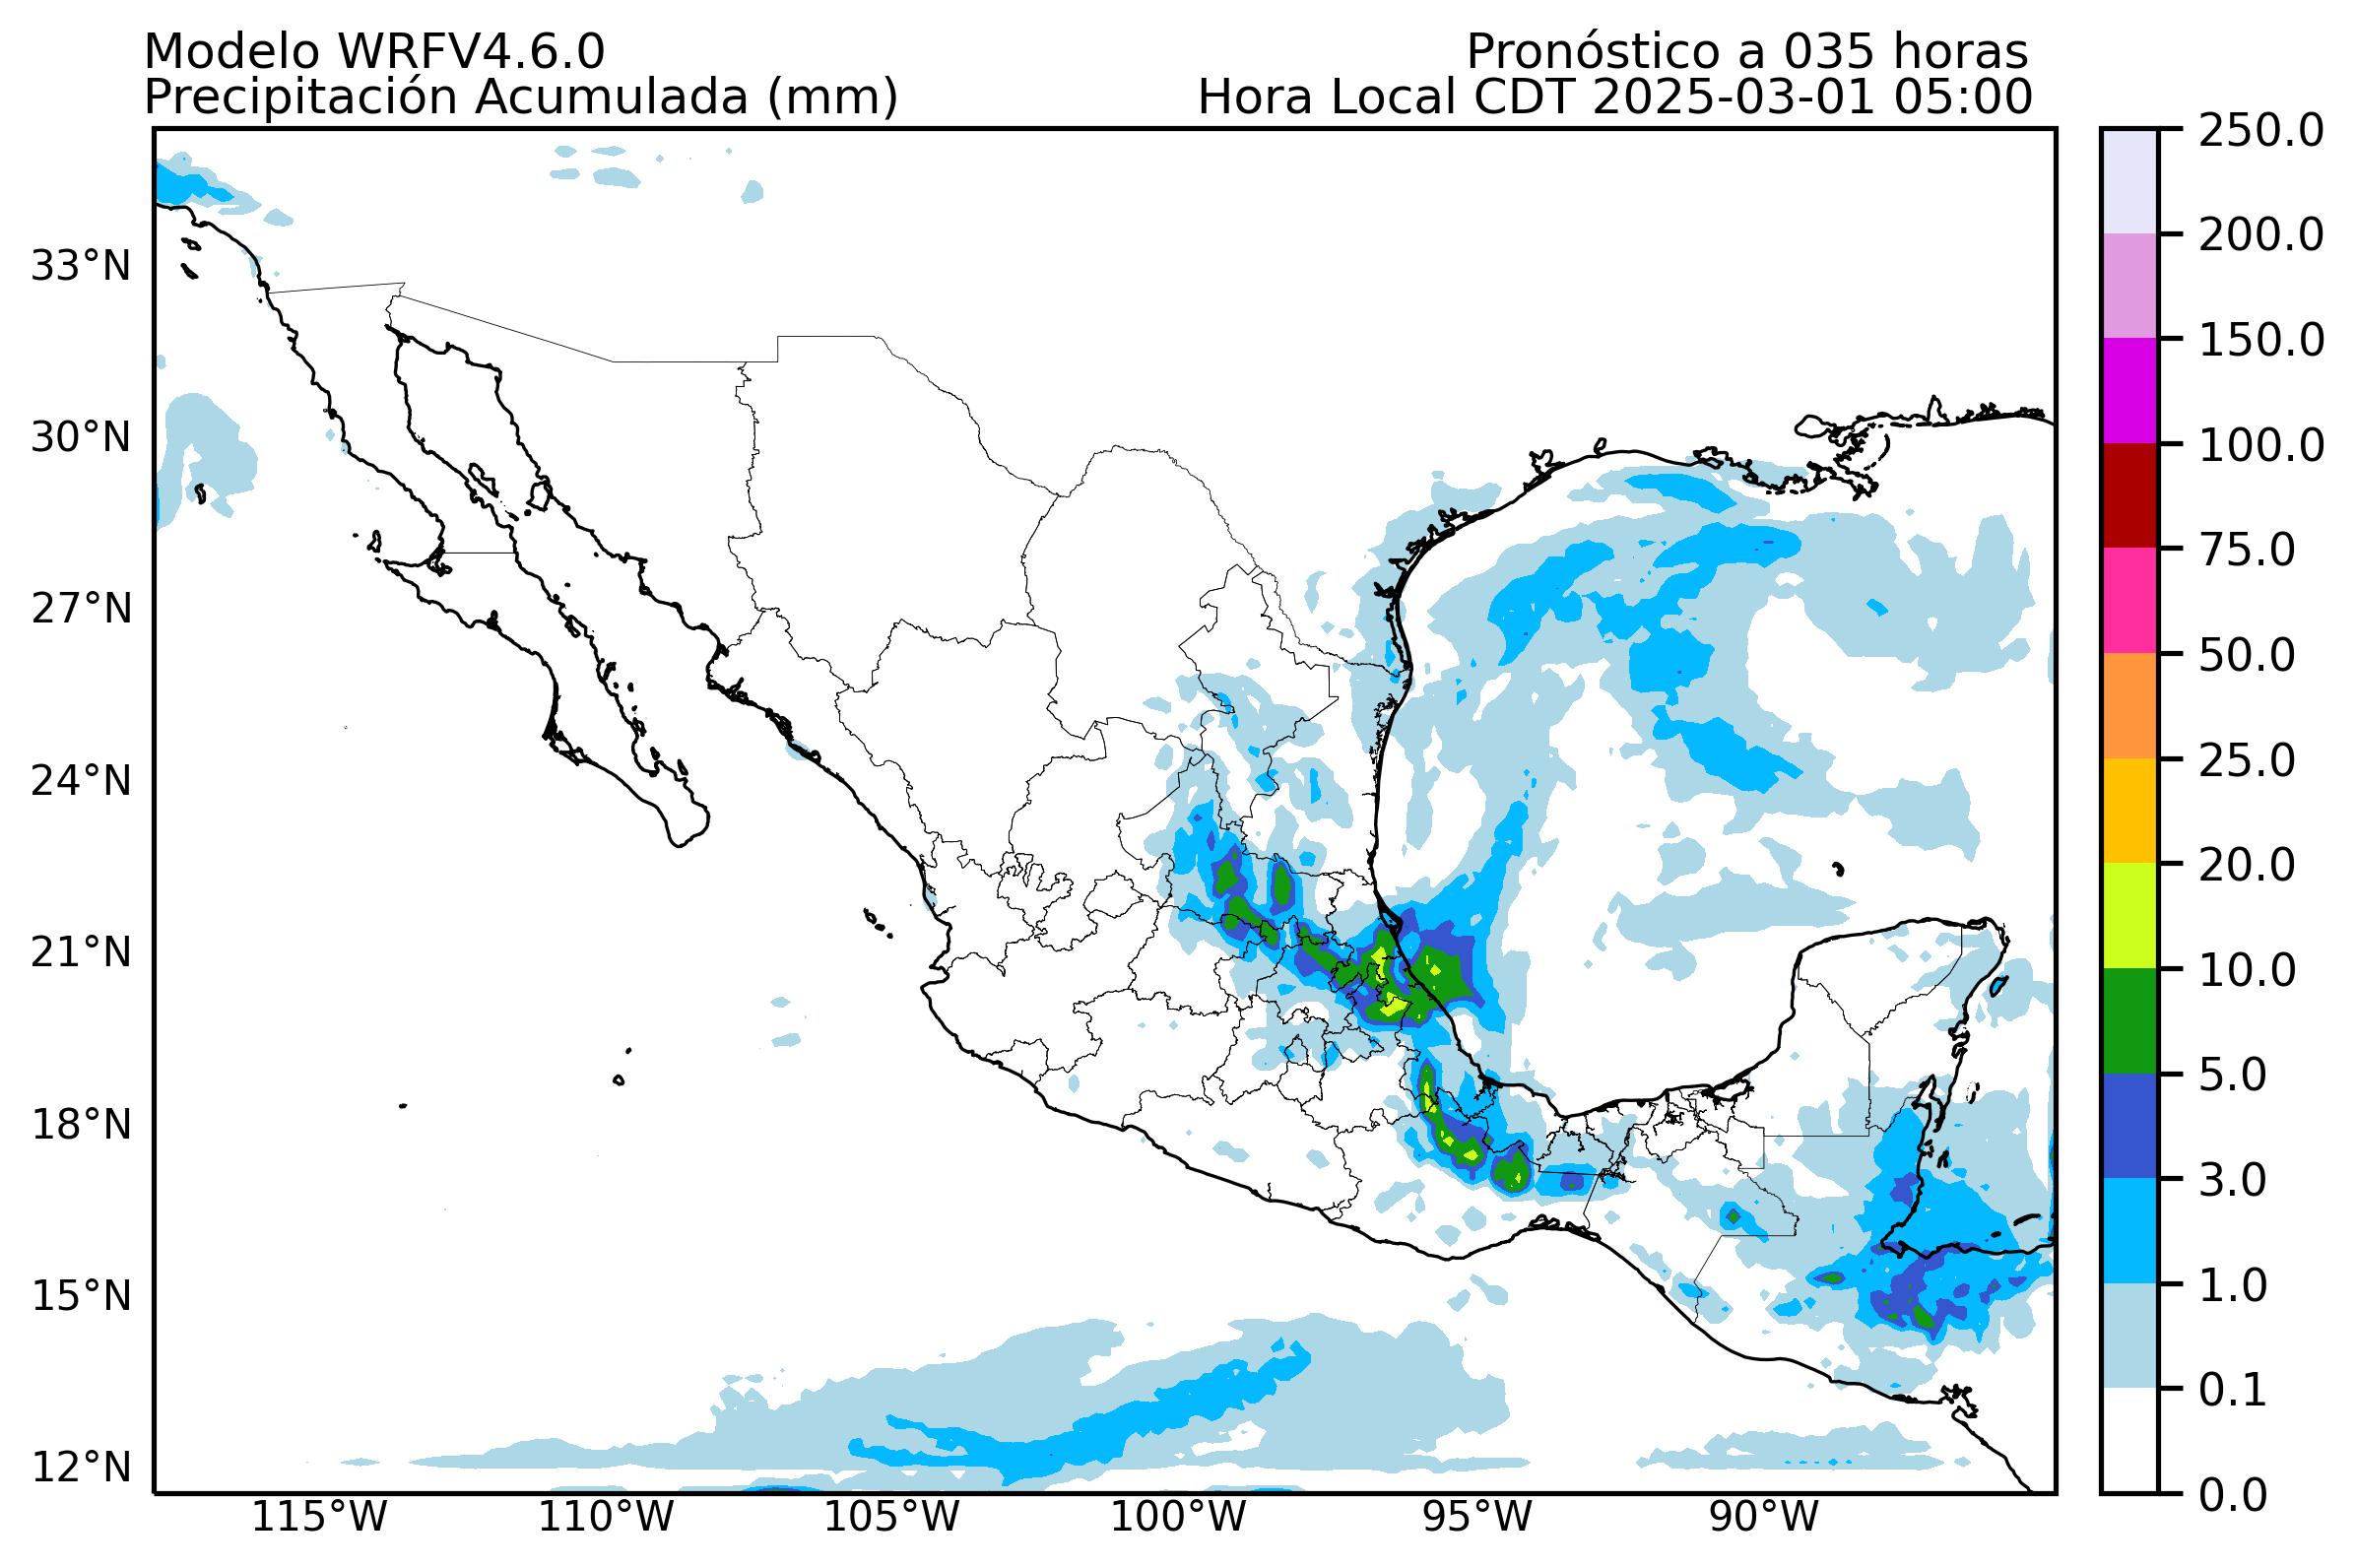 Modelo WRFV4.6.0
Pronóstico a 035 horas
Precipitación Acumulada (mm)
Hora Local CDT 2025-03-01 05:00
250.0
200.0
150.0
100.0
75.0
50.0
25.0
20.0
10.0
5.0
3.0
1.0
0.1
0.0
33°N
30°N
27°N
24°N
21°N
18°N
15°N
12°N
115°W
110°W
105°W
100°W
95°W
90°W